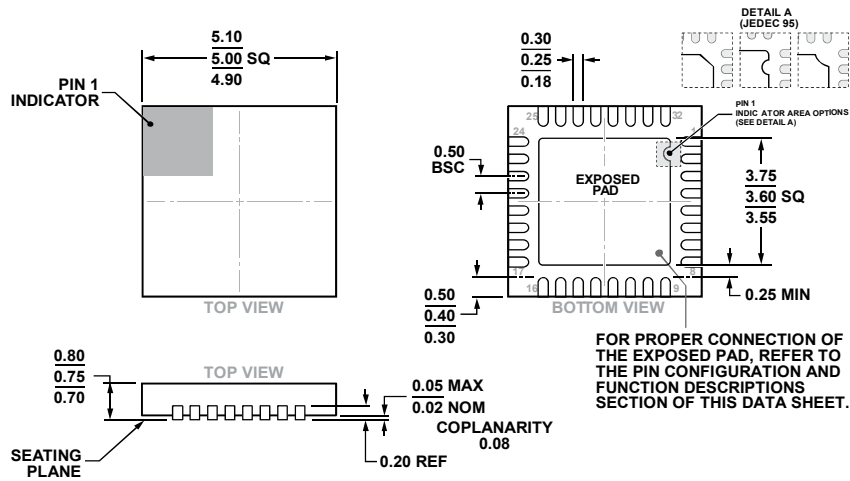 DETAIL A
(JEDEC 95)
5.10
5.00 SQ
4.90
0.30
0.25
0.18
PIN 1
INDICATOR
PIN 1
INDIC ATOR AREA OPTIONS
(SEE DETAIL A)
25
32
24
1
0.50
BSC
EXPOSED
PAD
3.75
3.60 SQ
3.55
17
8
16
9
0.50
0.40
0.30
0.25 MIN
TOP VIEW
BOTTOM VIEW
FOR PROPER CONNECTION OF
THE EXPOSED PAD, REFER TO
THE PIN CONFIGURATION AND
FUNCTION DESCRIPTIONS
SECTION OF THIS DATA SHEET.
0.80
0.75
0.70
TOP VIEW
0.05 MAX
0.02 NOM
COPLANARITY
0.08
SEATING
PLANE
0.20 REF